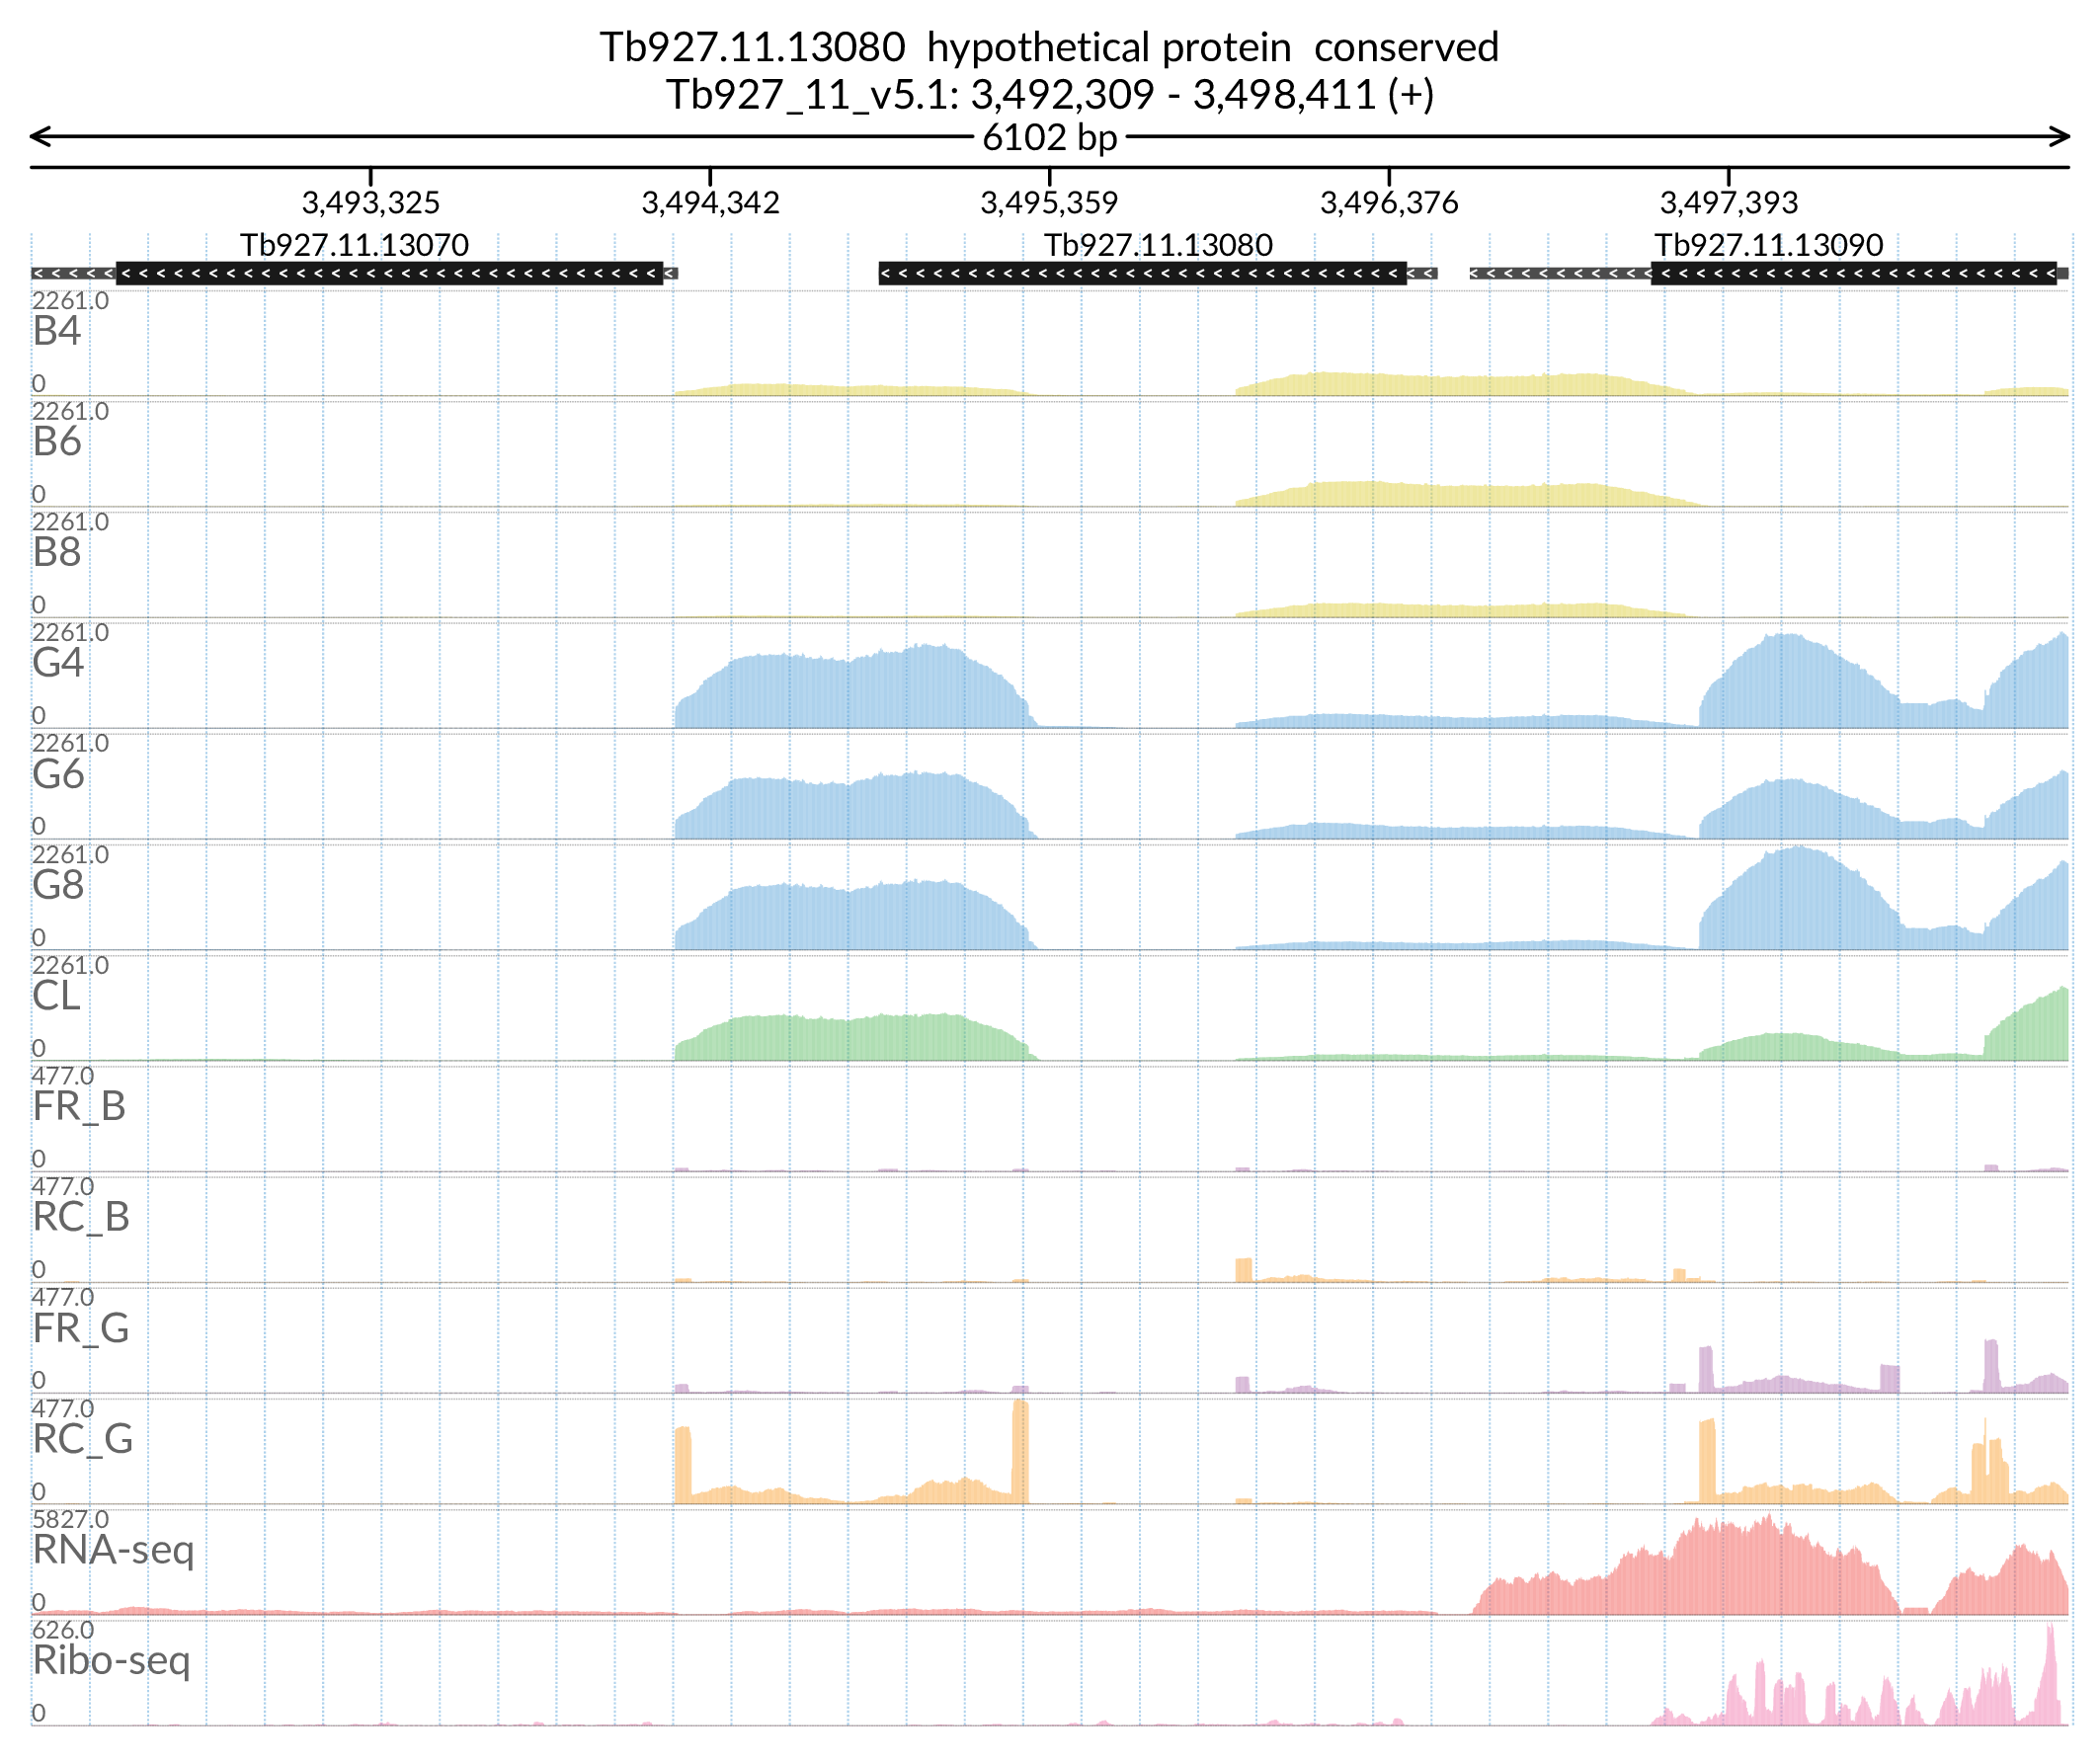 Tb927.11.13080 hypothetical protein conserved
Tb927_11_v5.1: 3,492,309 - 3,498,411 (+)
6102 bp
3,493,325 3,494,342 3,495,359 3,496,376 3,497,393
Tb927.11.13070 Tb927.11.13080 Tb927.11.13090
2261.0
B4
0
2261.0
B6
0
2261.0
B8
0
2261.0
G4
0
2261.0
G6
0
2261.0
G8
0
2261.0
CL
0
477.0
FR_B
0
477.0
RC_B
0
477.0
FR_G
0
477.0
RC_G
0
5827.0
RNA-seq
0
626.0
Ribo-seq
0